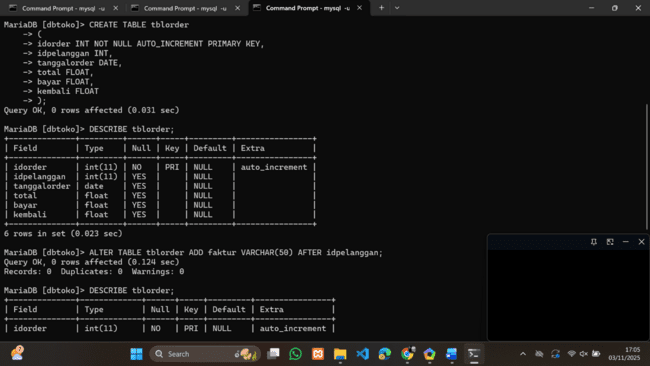 Command Prompt - mysql -u
Command Prompt - mysql -u
Command Prompt - mysql -u
MariaDB [dbtoko]> CREATE TABLE tblorder
-> (
-> idorder INT NOT NULL AUTO_INCREMENT PRIMARY KEY,
-> idpelanggan INT,
-> tanggalorder DATE,
-> total FLOAT,
-> bayar FLOAT,
-> kembali FLOAT
-> );
Query OK, 0 rows affected (0.031 sec)
MariaDB [dbtoko]> DESCRIBE tblorder;
+--------------+---------+------+-----+---------+----------------+
| Field | Type | Null | Key | Default | Extra |
+--------------+---------+------+-----+---------+----------------+
| idorder | int(11) | NO | PRI | NULL | auto_increment |
| idpelanggan | int(11) | YES | | NULL | |
| tanggalorder | date | YES | | NULL | |
| total | float | YES | | NULL | |
| bayar | float | YES | | NULL | |
| kembali | float | YES | | NULL | |
+--------------+---------+------+-----+---------+----------------+
6 rows in set (0.023 sec)
MariaDB [dbtoko]> ALTER TABLE tblorder ADD faktur VARCHAR(50) AFTER idpelanggan;
Query OK, 0 rows affected (0.124 sec)
Records: 0 Duplicates: 0 Warnings: 0
MariaDB [dbtoko]> DESCRIBE tblorder;
+--------------+-------------+------+-----+---------+----------------+
| Field | Type | Null | Key | Default | Extra |
+--------------+-------------+------+-----+---------+----------------+
| idorder | int(11) | NO | PRI | NULL | auto_increment |
Search
17:05
03/11/2025